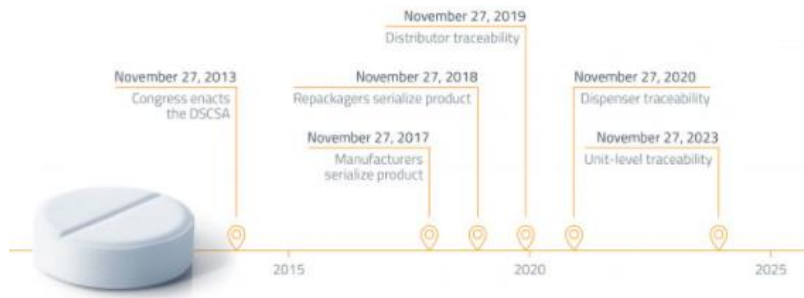 November 27, 2019
Distributor traceability
November 27, 2013
Congress enacts
the DSCSA
November 27, 2018
Repackagers serialize product
November 27, 2020
Dispenser traceability
November 27, 2017
Manufacturers
serialize product
November 27, 2023
Unit-level traceability
2015
2020
2025